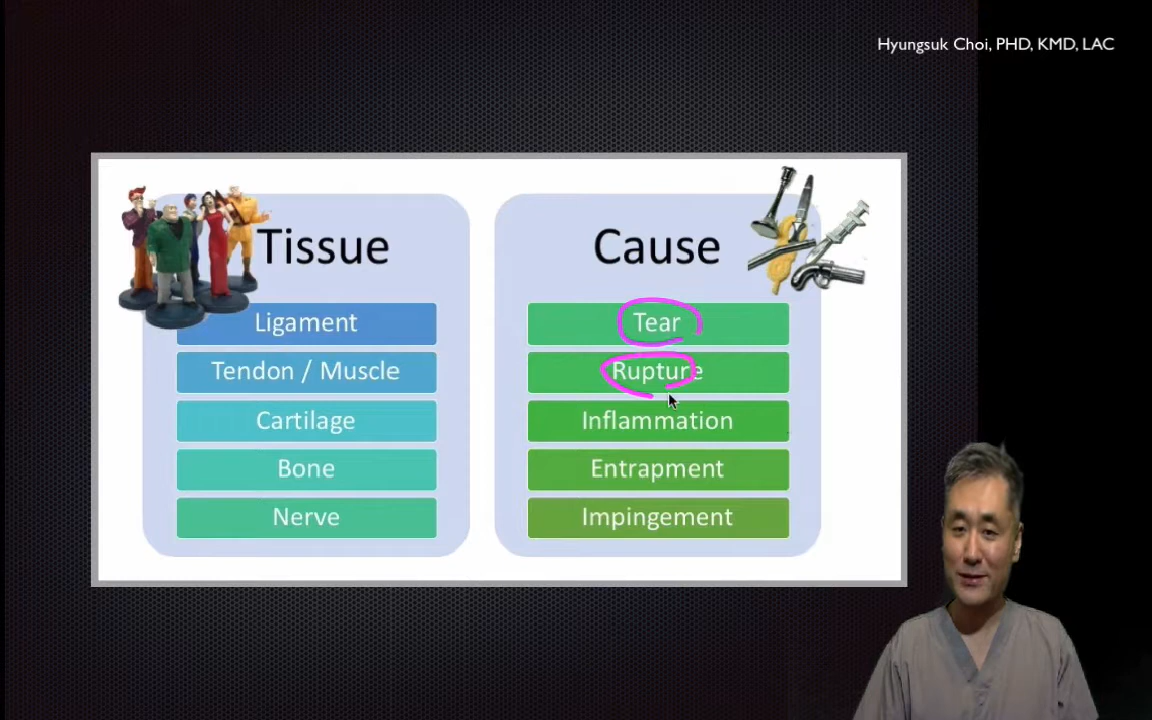 Hyungsuk Choi, PHD, KMD, LAC
Tissue
Ligament
Tendon / Muscle
Cartilage
Bone
Nerve
Cause
Tear
Rupture
Inflammation
Entrapment
Impingement